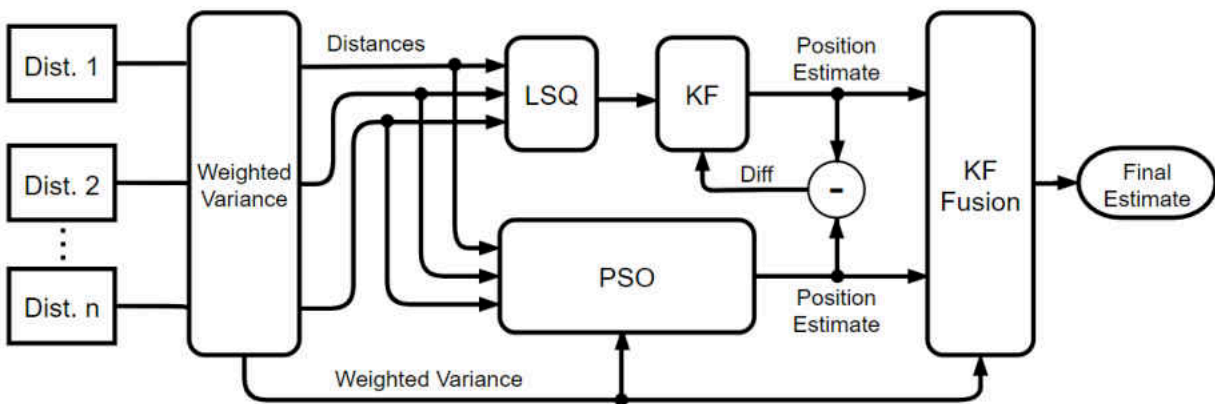 Dist. 1
Dist. 2
Dist. n
Weighted
Variance
Distances
LSQ
KF
Position
Estimate
Diff
-
PSO
Position
Estimate
Weighted Variance
KF
Fusion
Final
Estimate